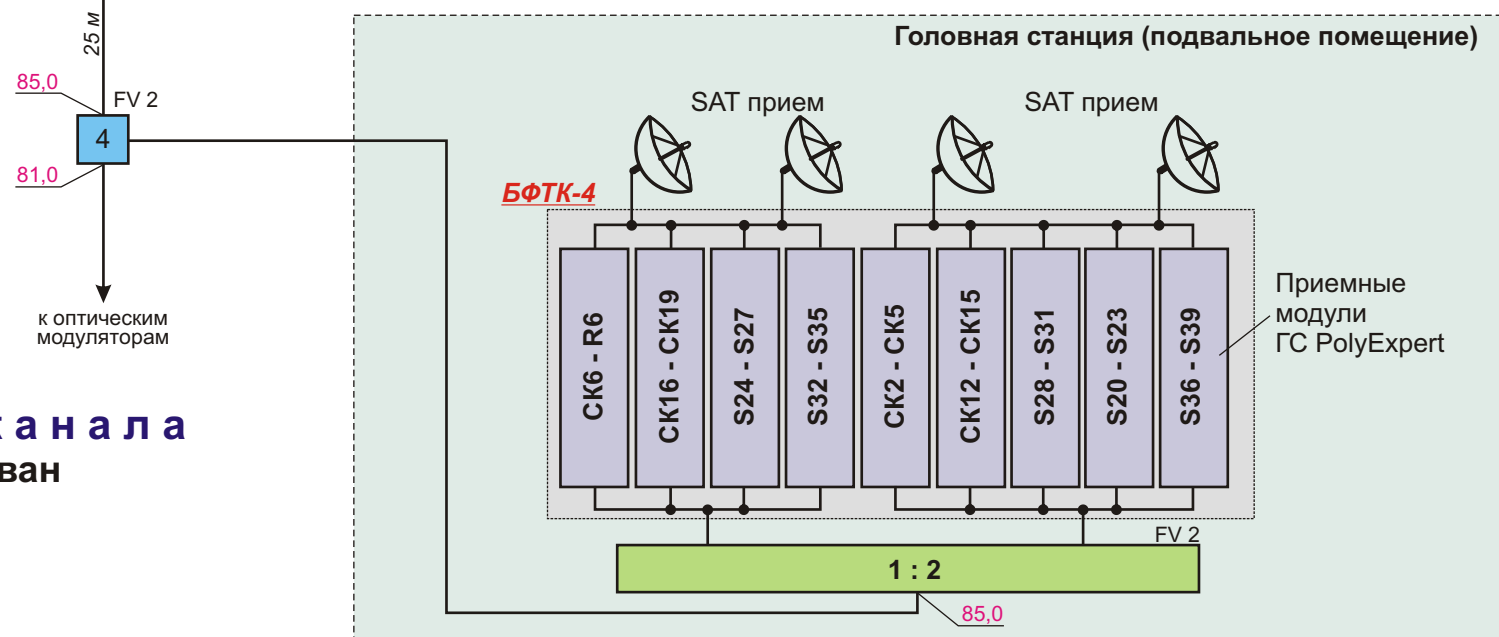 25 м
85,0
FV 2
4
81,0
к оптическим
модуляторам
канала
ван
Головная станция (подвальное помещение)
SAT прием
SAT прием
БФТК-4
СК6 - R6
СК16 - СК19
S24 - S27
S32 - S35
СК2 - СК5
СК12 - СК15
S28 - S31
S20 - S23
S36 - S39
Приемные
модули
ГС PolyExpert
FV 2
1 : 2
85,0